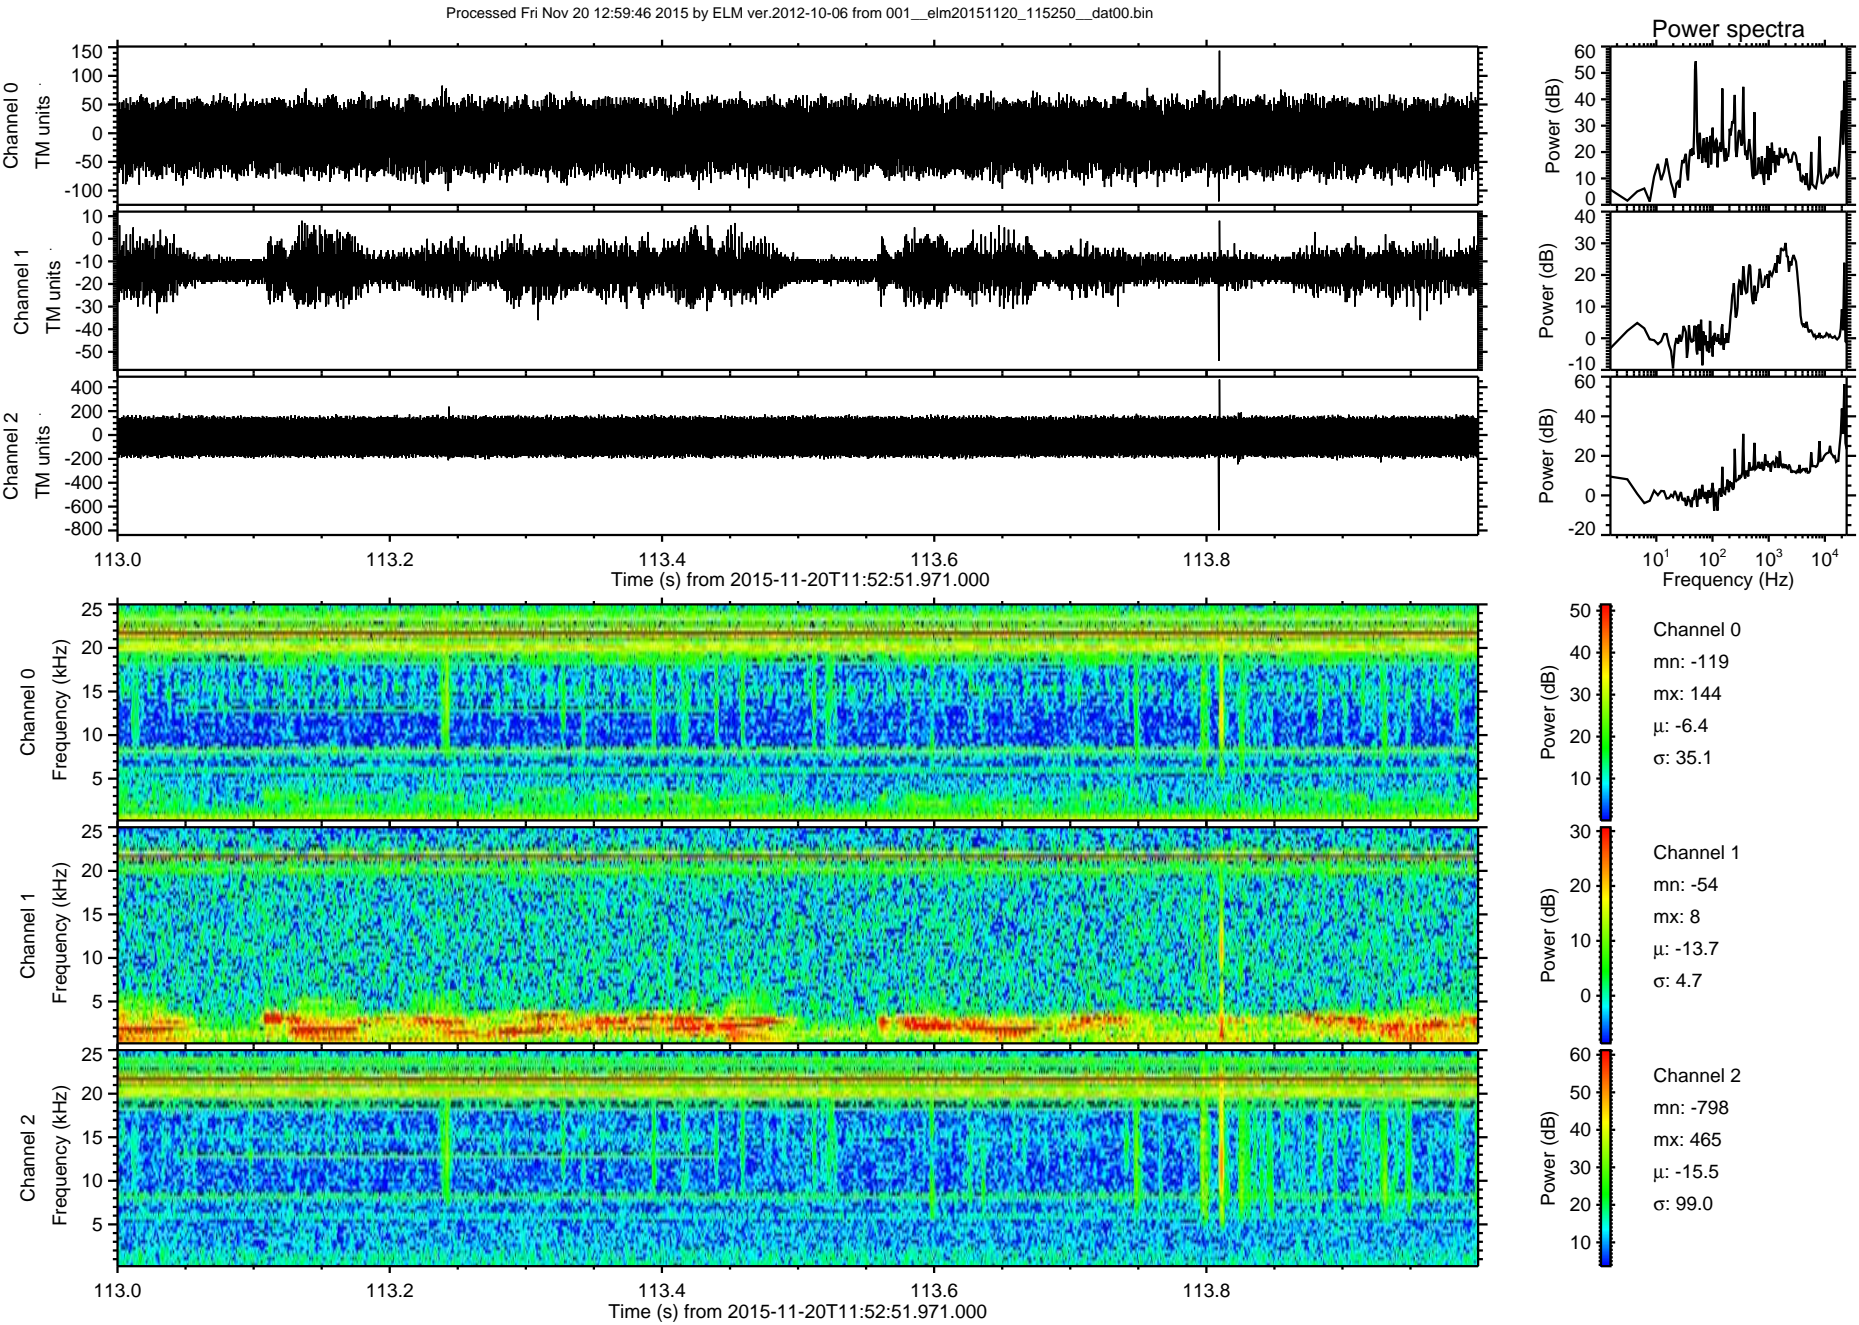 Processed Fri Nov 20 12:59:46 2015 by ELM ver.2012-10-06 from 001__elm20151120_115250__dat00.bin
Power spectra
Channel 0
TM units
150
100
50
0
-50
-100
Power (dB)
60
50
40
30
20
10
0
Channel 1
TM units
10
0
-10
-20
-30
-40
-50
Power (dB)
40
30
20
10
0
-10
Channel 2
TM units
400
200
0
-200
-400
-600
-800
Power (dB)
60
40
20
0
-20
113.0 113.2 113.4 113.6 113.8
Time (s) from 2015-11-20T11:52:51.971.000
10^1 10^2 10^3 10^4
Frequency (Hz)
Channel 0
Frequency (kHz)
25
20
15
10
5
Power (dB)
50
40
30
20
10
Channel 0
mn: -119
mx: 144
μ: -6.4
σ: 35.1
Channel 1
Frequency (kHz)
25
20
15
10
5
Power (dB)
30
20
10
0
Channel 1
mn: -54
mx: 8
μ: -13.7
σ: 4.7
Channel 2
Frequency (kHz)
25
20
15
10
5
Power (dB)
60
50
40
30
20
10
Channel 2
mn: -798
mx: 465
μ: -15.5
σ: 99.0
113.0 113.2 113.4 113.6 113.8
Time (s) from 2015-11-20T11:52:51.971.000